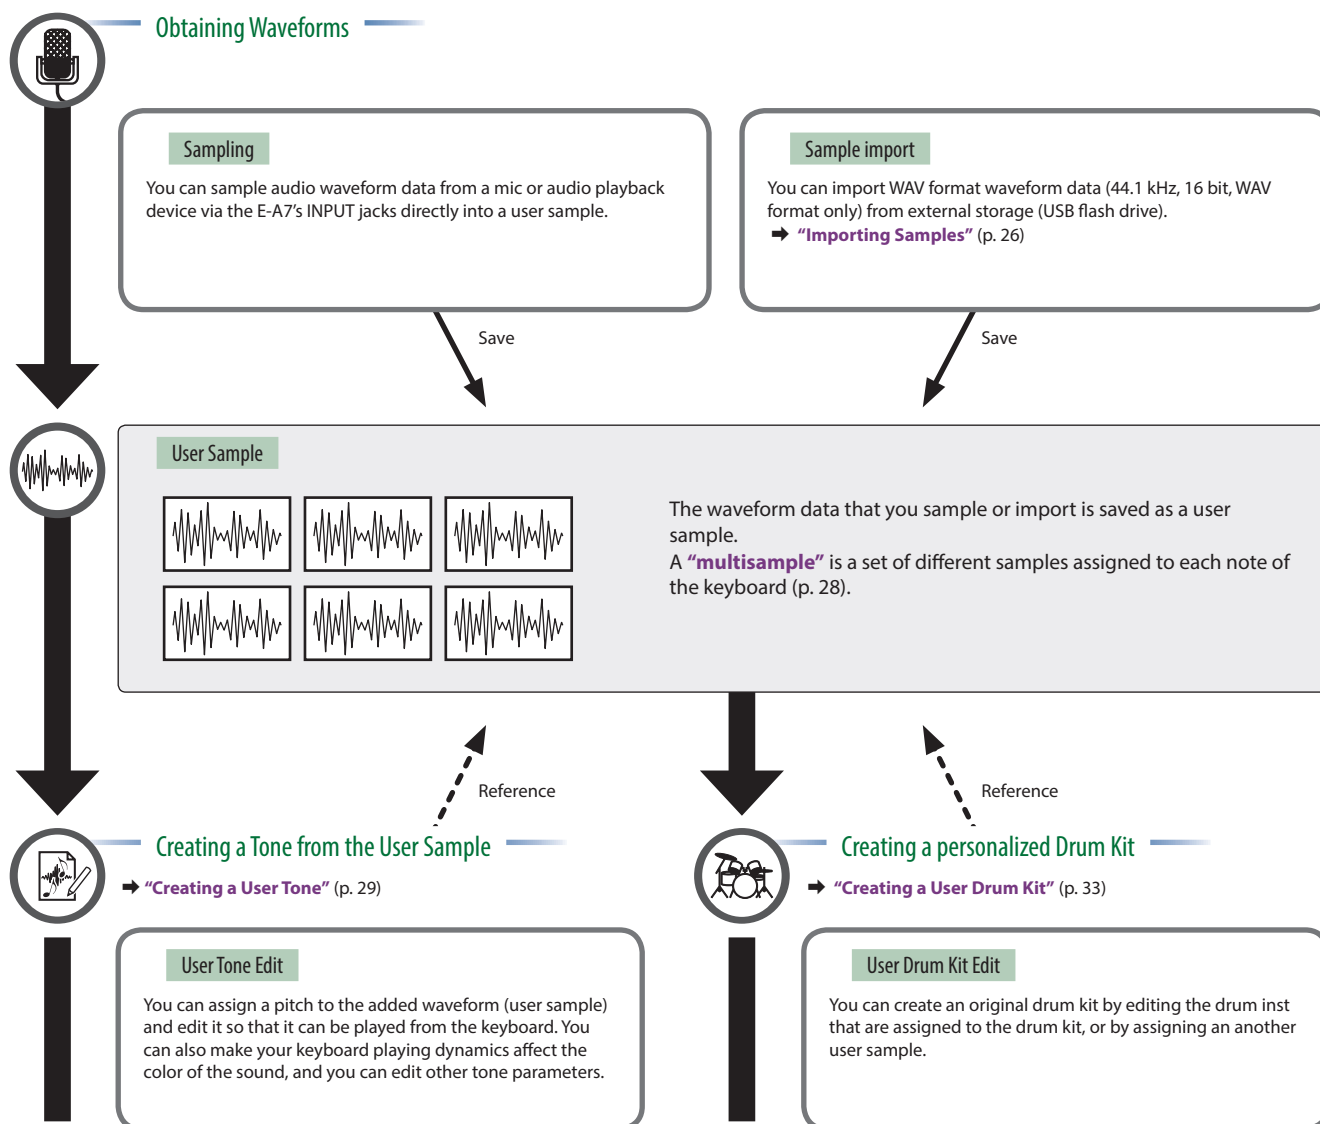 Obtaining Waveforms
Sampling
You can sample audio waveform data from a mic or audio playback
device via the E-A7’s INPUT jacks directly into a user sample.
Sample import
You can import WAV format waveform data (44.1 kHz, 16 bit, WAV
format only) from external storage (USB flash drive).
➡ “Importing Samples” (p. 26)
Save
Save
User Sample
The waveform data that you sample or import is saved as a user
sample.
A “multisample” is a set of different samples assigned to each note of
the keyboard (p. 28).
Reference
Reference
Creating a Tone from the User Sample
➡ “Creating a User Tone” (p. 29)
Creating a personalized Drum Kit
➡ “Creating a User Drum Kit” (p. 33)
User Tone Edit
You can assign a pitch to the added waveform (user sample)
and edit it so that it can be played from the keyboard. You
can also make your keyboard playing dynamics affect the
color of the sound, and you can edit other tone parameters.
User Drum Kit Edit
You can create an original drum kit by editing the drum inst
that are assigned to the drum kit, or by assigning an another
user sample.